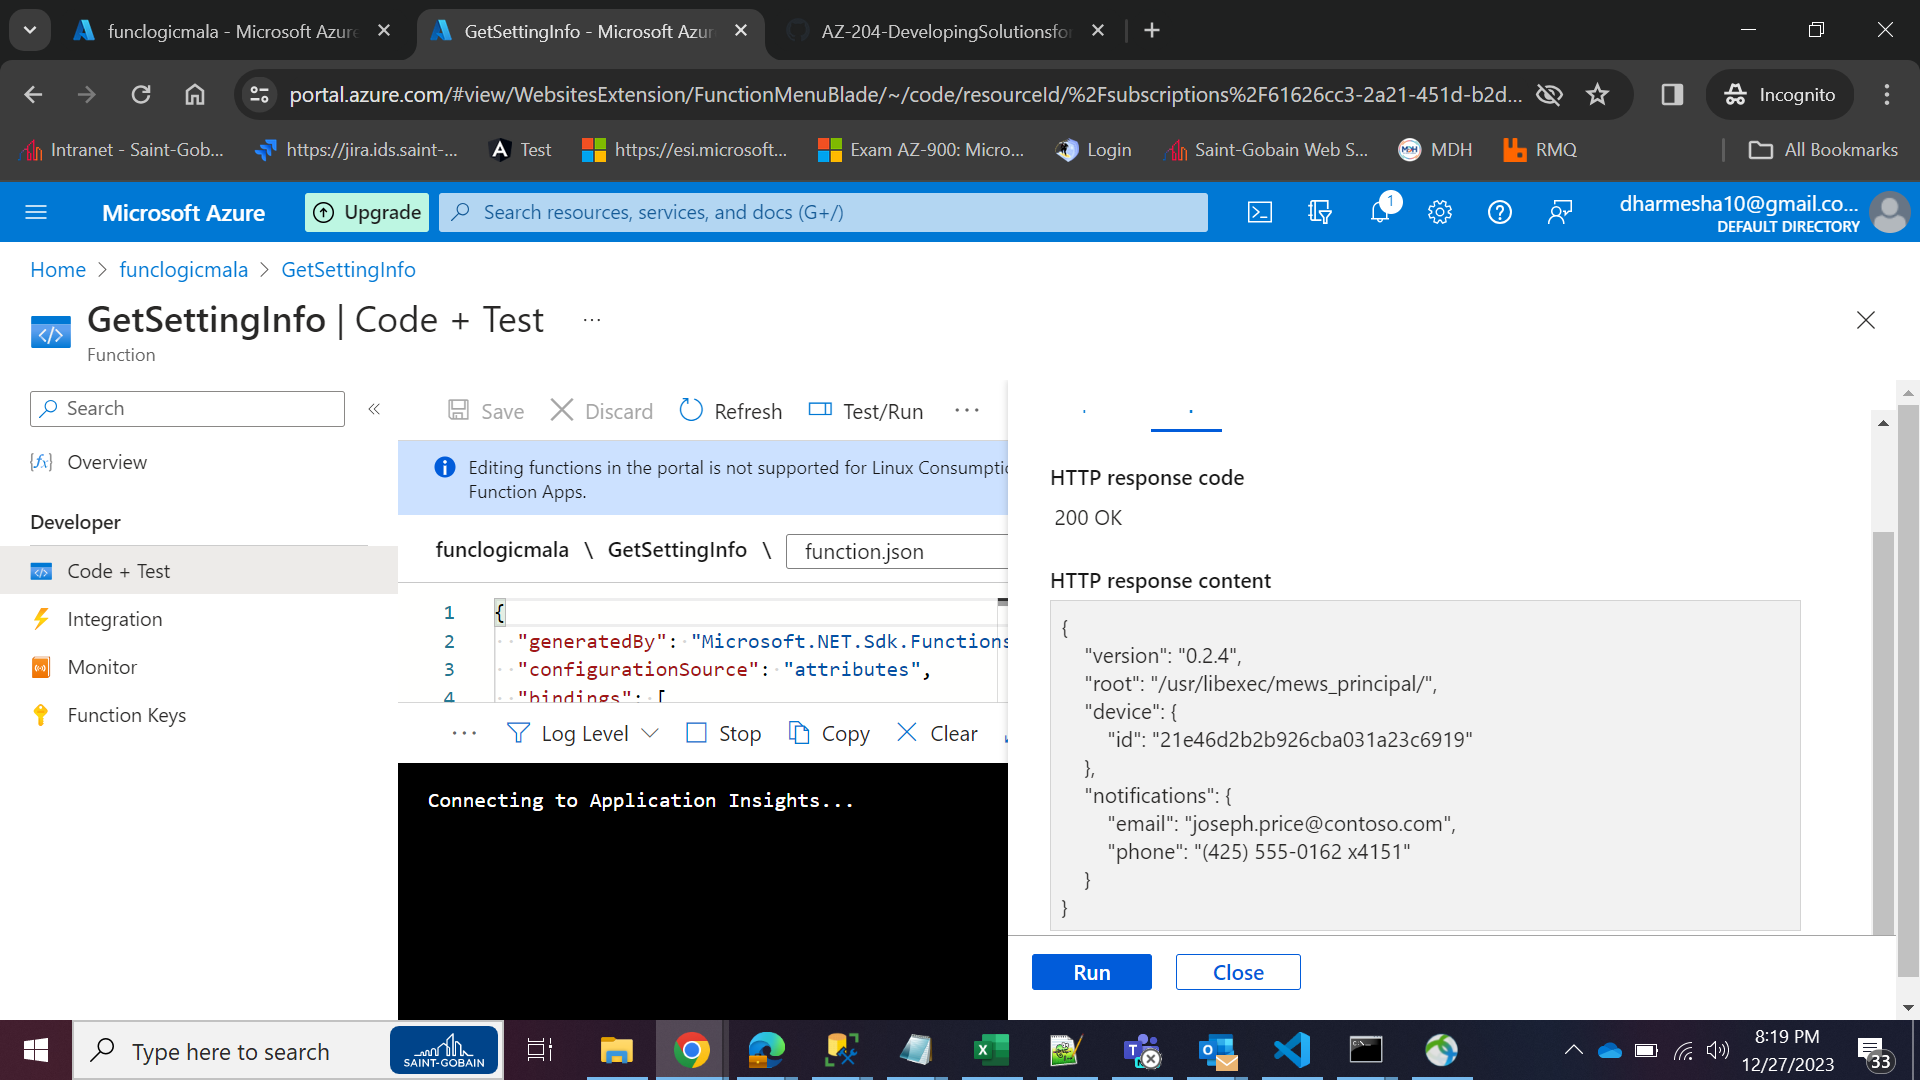 funclogicmala - Microsoft Azure
GetSettingInfo - Microsoft Azur
AZ-204-DevelopingSolutionsfor
portal.azure.com/#view/WebsitesExtension/FunctionMenuBlade/~/code/resourceId/%2Fsubscriptions%2F61626cc3-2a21-451d-b2d...
Incognito
Intranet - Saint-Gob...
https://jira.ids.saint-...
Test
https://esi.microsoft...
Exam AZ-900: Micro...
Login
Saint-Gobain Web S...
MDH
MDH
RMQ
All Bookmarks
Microsoft Azure
Upgrade
Search resources, services, and docs (G+/)
1
dharmesha10@gmail.co...
DEFAULT DIRECTORY
Home > funclogicmala > GetSettingInfo
GetSettingInfo | Code + Test ...
Function
Search
Overview
Developer
Code + Test
Integration
Monitor
Function Keys
Save
Discard
Refresh
Test/Run
...
Editing functions in the portal is not supported for Linux Consumptio
Function Apps.
funclogicmala \ GetSettingInfo \ function.json
1 {
2 "generatedBy": "Microsoft.NET.Sdk.Functions
3 "configurationSource": "attributes",
4 "bindings": [
...
Log Level
Stop
Copy
Clear
Connecting to Application Insights...
HTTP response code
200 OK
HTTP response content
{
"version": "0.2.4",
"root": "/usr/libexec/mews_principal/",
"device": {
"id": "21e46d2b2b926cba031a23c6919"
},
"notifications": {
"email": "joseph.price@contoso.com",
"phone": "(425) 555-0162 x4151"
}
}
Run
Close
Type here to search
SAINT-GOBAIN
8:19 PM
12/27/2023
33